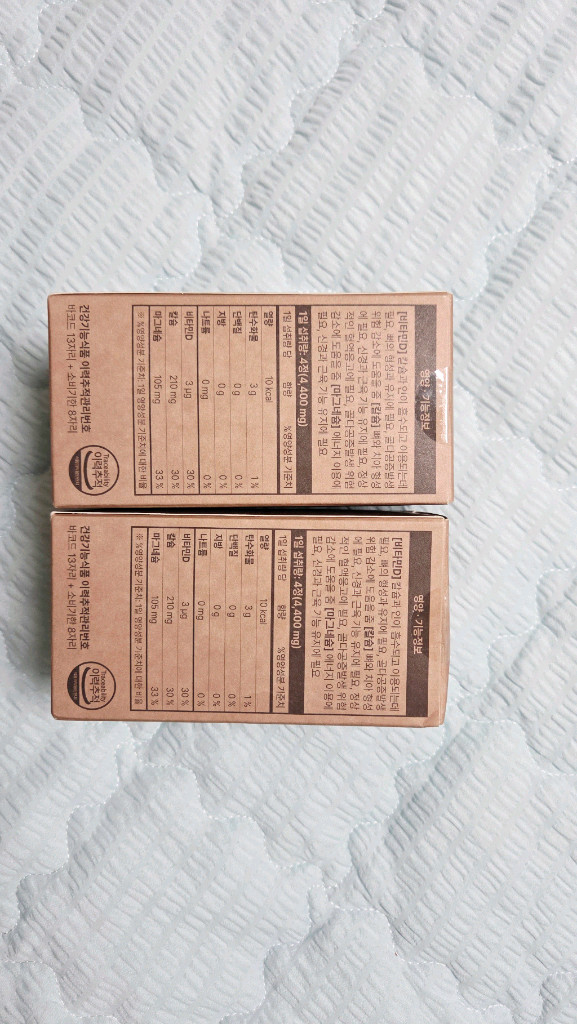 영양·기능정보
[비타민D] 칼슘과 인이 흡수되고 이용되는데
필요, 뼈의 형성과 유지에 필요, 골다공증발생
위험 감소에 도움을 줌 [칼슘] 뼈와 치아 형성
에 필요, 신경과 근육 기능 유지에 필요, 정상
적인 혈액응고에 필요, 골다공증발생 위험
감소에 도움을 줌 [마그네슘] 에너지 이용에
필요, 신경과 근육 기능 유지에 필요
1일 섭취량: 4정(4,400 mg)
1일 섭취량 당 함량 %영양성분 기준치
열량 10 kcal
탄수화물 3 g 1 %
단백질 0 g 0 %
지방 0 g 0 %
나트륨 0 mg 0 %
비타민D 3 μg 30 %
칼슘 210 mg 30 %
마그네슘 105 mg 33 %
※ %영양성분 기준치: 1일 영양성분 기준치에 대한 비율
건강기능식품 이력추적관리번호
바코드 13자리 + 소비기한 8자리
Traceability
이력추적
영양·기능정보
[비타민D] 칼슘과 인이 흡수되고 이용되는데
필요, 뼈의 형성과 유지에 필요, 골다공증발생
위험 감소에 도움을 줌 [칼슘] 뼈와 치아 형성
에 필요, 신경과 근육 기능 유지에 필요, 정상
적인 혈액응고에 필요, 골다공증발생 위험
감소에 도움을 줌 [마그네슘] 에너지 이용에
필요, 신경과 근육 기능 유지에 필요
1일 섭취량: 4정(4,400 mg)
1일 섭취량 당 함량 %영양성분 기준치
열량 10 kcal
탄수화물 3 g 1 %
단백질 0 g 0 %
지방 0 g 0 %
나트륨 0 mg 0 %
비타민D 3 μg 30 %
칼슘 210 mg 30 %
마그네슘 105 mg 33 %
※ %영양성분 기준치: 1일 영양성분 기준치에 대한 비율
건강기능식품 이력추적관리번호
바코드 13자리 + 소비기한 8자리
Traceability
이력추적